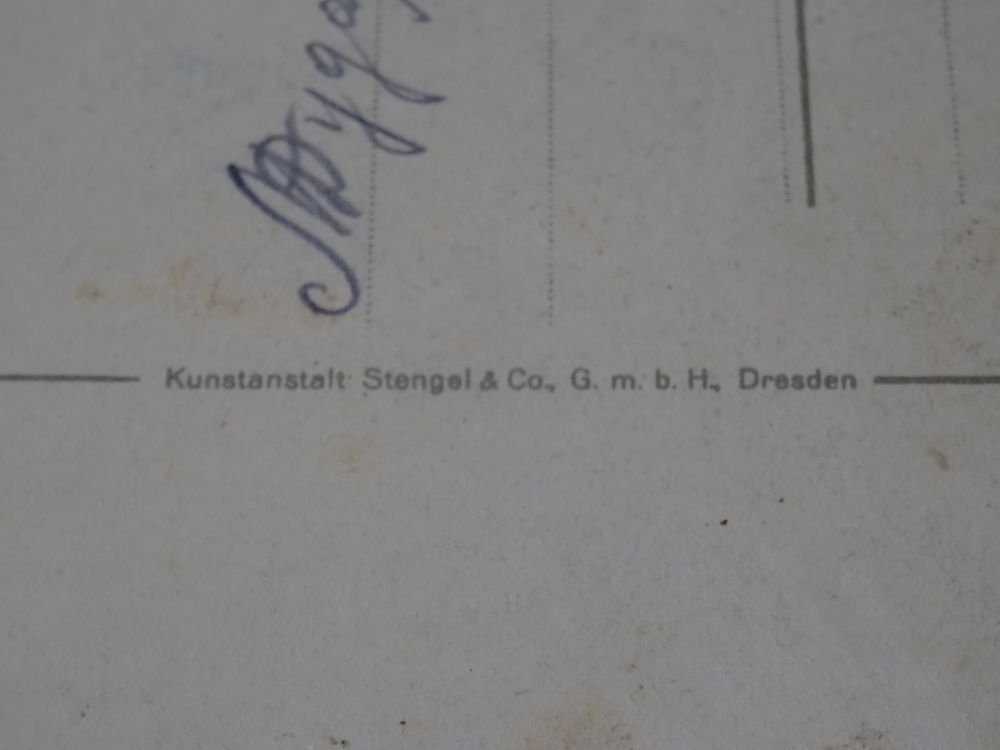 Kunstanstalt Stengel & Co., G. m. b. H., Dresden